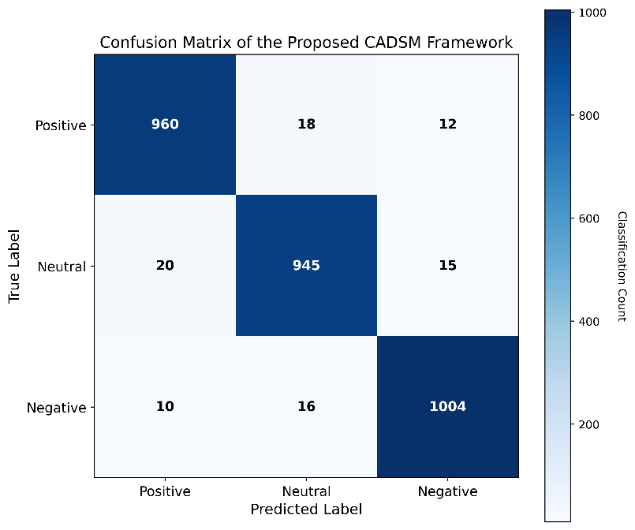 Confusion Matrix of the Proposed CADSM Framework
True Label
Positive
960 18 12
Neutral
20 945 15
Negative
10 16 1004
Positive Neutral Negative
Predicted Label
1000
800
600
400
200
Classification Count